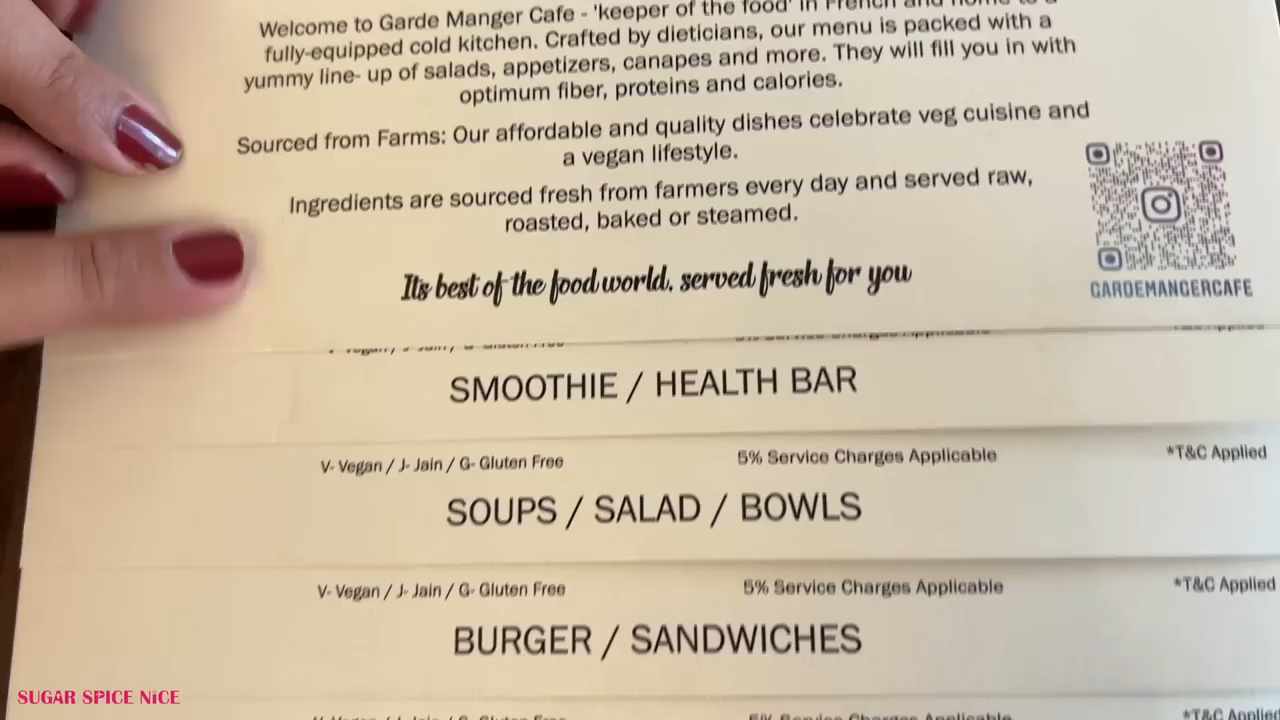 Welcome to Garde Manger Cafe - 'keeper of the food' in French and home to a
fully-equipped cold kitchen. Crafted by dieticians, our menu is packed with a
yummy line- up of salads, appetizers, canapes and more. They will fill you in with
optimum fiber, proteins and calories.
Sourced from Farms: Our affordable and quality dishes celebrate veg cuisine and
a vegan lifestyle.
Ingredients are sourced fresh from farmers every day and served raw,
roasted, baked or steamed.
Its best of the food world, served fresh for you
GARDEMANGERCAFE
SMOOTHIE / HEALTH BAR
V- Vegan / J- Jain / G- Gluten Free 5% Service Charges Applicable *T&C Applied
SOUPS / SALAD / BOWLS
V- Vegan / J- Jain / G- Gluten Free 5% Service Charges Applicable *T&C Applied
BURGER / SANDWICHES
SUGAR SPICE NiCE